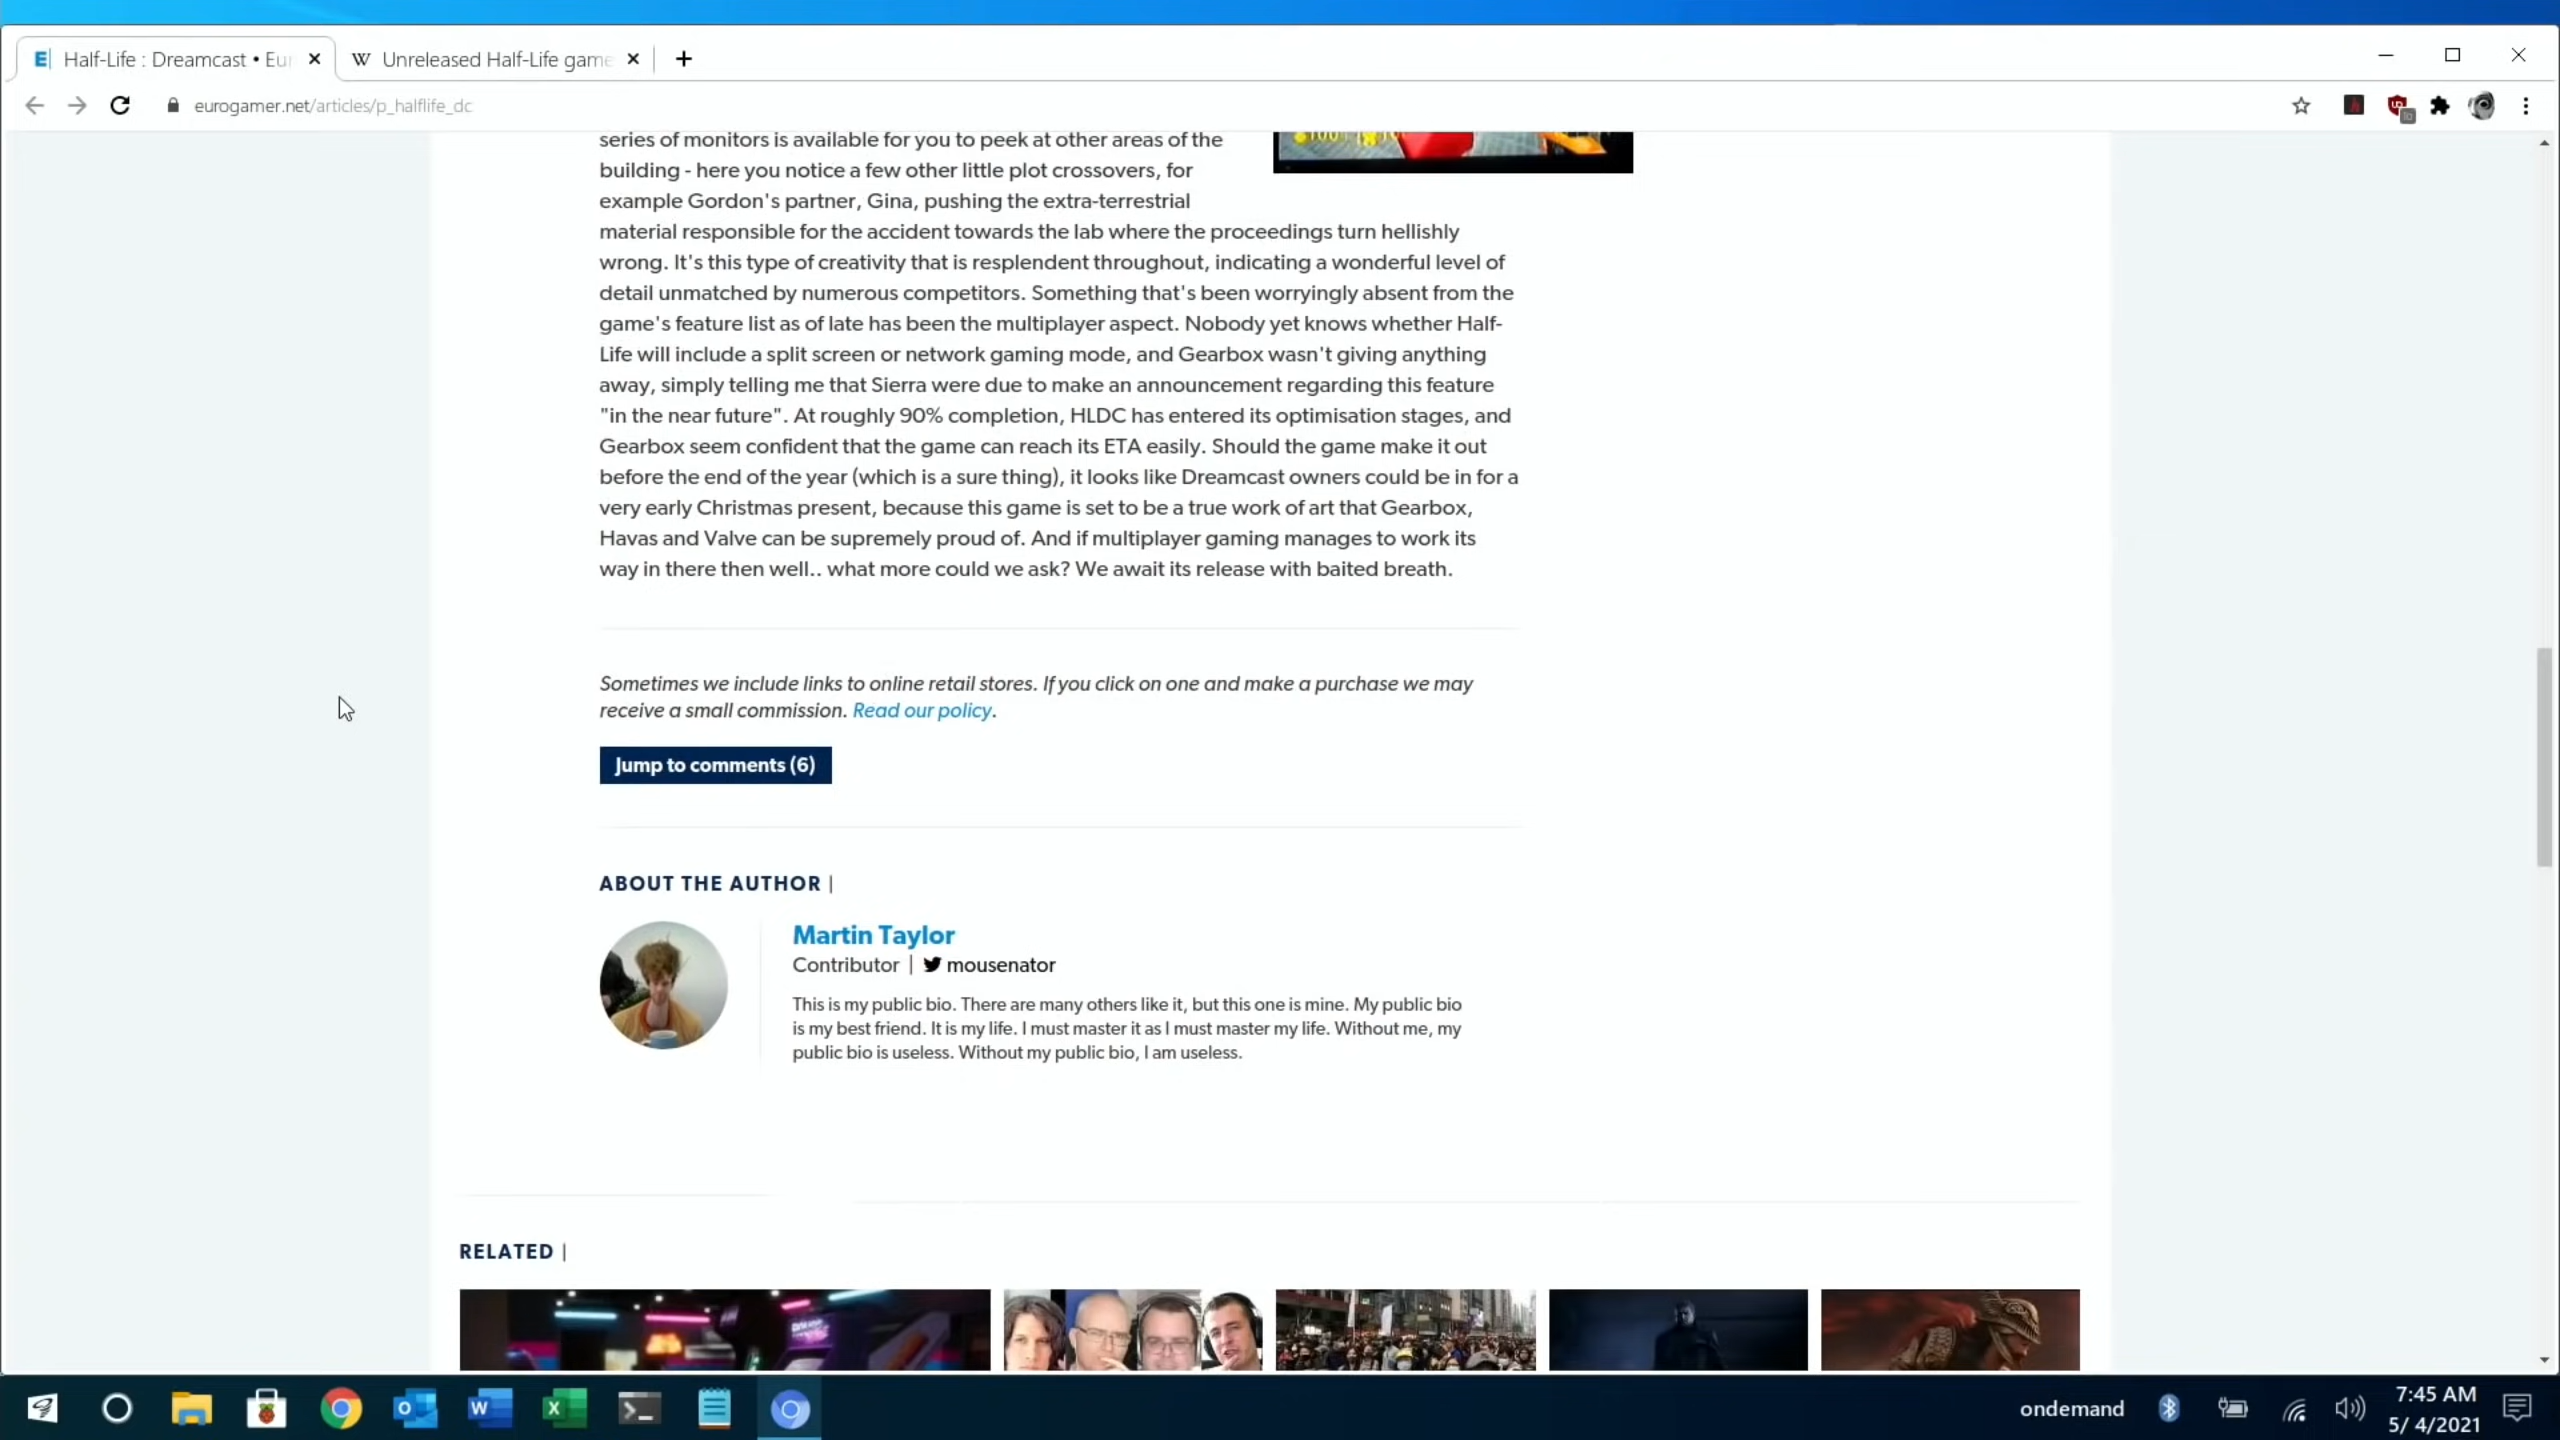 Half-Life : Dreamcast • Eu
Unreleased Half-Life game
eurogamer.net/articles/p_halflife_dc
series of monitors is available for you to peek at other areas of the
building - here you notice a few other little plot crossovers, for
example Gordon's partner, Gina, pushing the extra-terrestrial
material responsible for the accident towards the lab where the proceedings turn hellishly
wrong. It's this type of creativity that is resplendent throughout, indicating a wonderful level of
detail unmatched by numerous competitors. Something that's been worryingly absent from the
game's feature list as of late has been the multiplayer aspect. Nobody yet knows whether Half-
Life will include a split screen or network gaming mode, and Gearbox wasn't giving anything
away, simply telling me that Sierra were due to make an announcement regarding this feature
"in the near future". At roughly 90% completion, HLDC has entered its optimisation stages, and
Gearbox seem confident that the game can reach its ETA easily. Should the game make it out
before the end of the year (which is a sure thing), it looks like Dreamcast owners could be in for a
very early Christmas present, because this game is set to be a true work of art that Gearbox,
Havas and Valve can be supremely proud of. And if multiplayer gaming manages to work its
way in there then well.. what more could we ask? We await its release with baited breath.
Sometimes we include links to online retail stores. If you click on one and make a purchase we may
receive a small commission. Read our policy.
Jump to comments (6)
ABOUT THE AUTHOR |
Martin Taylor
Contributor | mousenator
This is my public bio. There are many others like it, but this one is mine. My public bio
is my best friend. It is my life. I must master it as I must master my life. Without me, my
public bio is useless. Without my public bio, I am useless.
RELATED |
ondemand
7:45 AM
5/ 4/2021